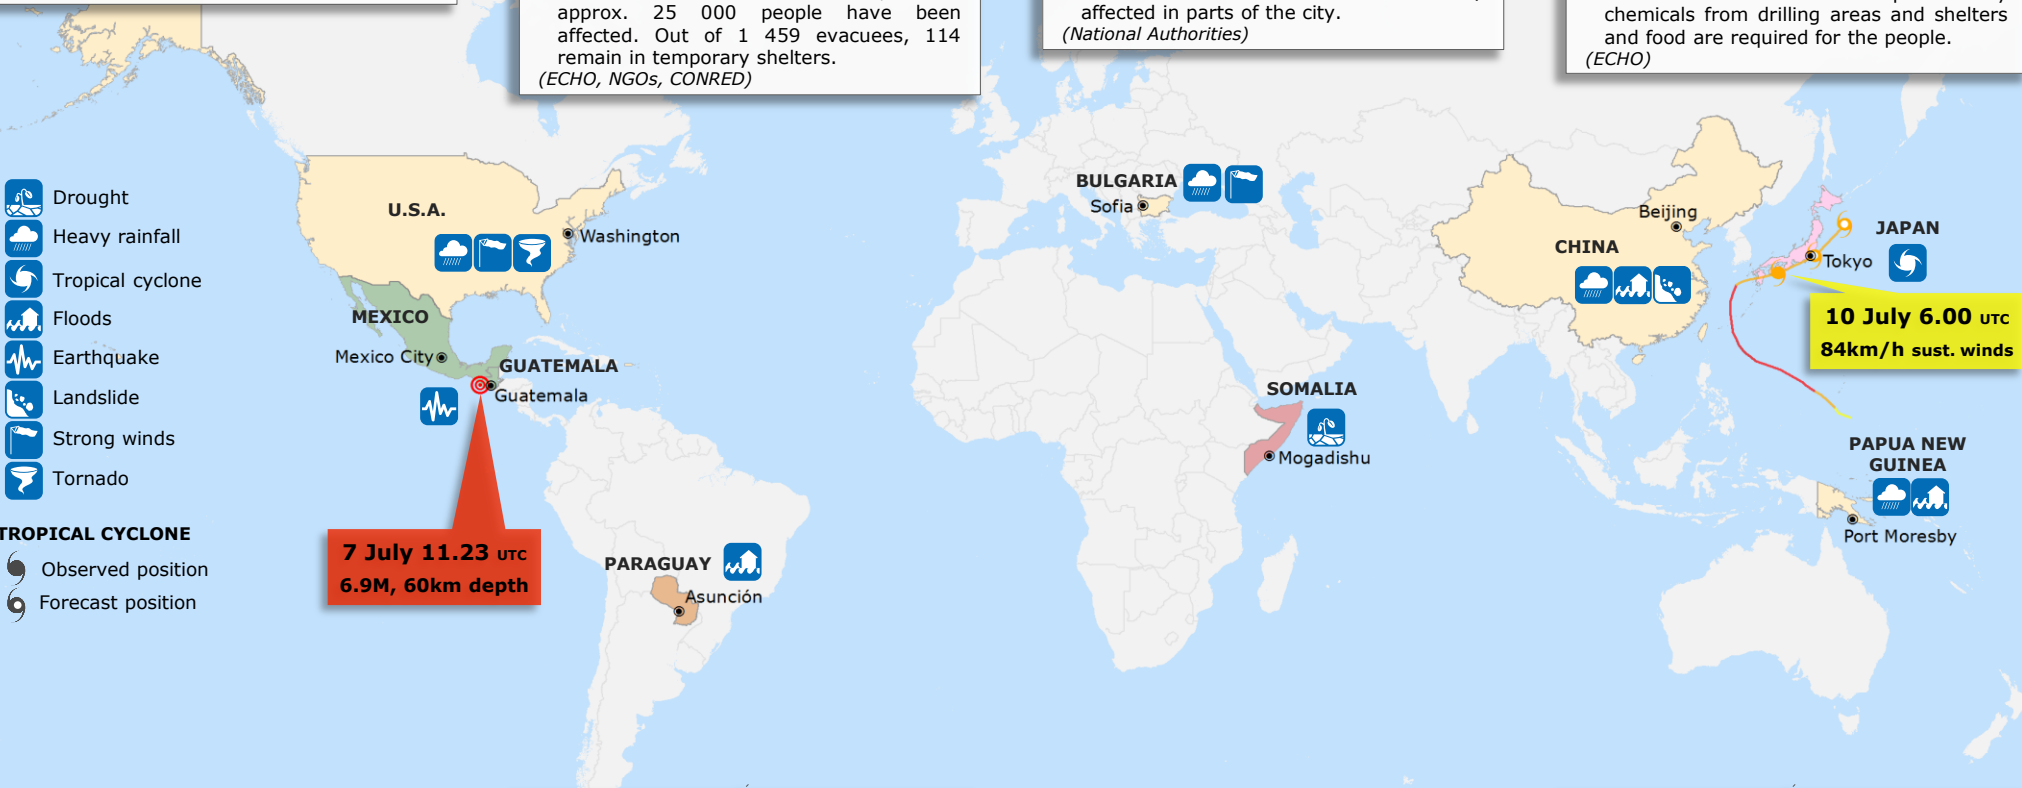 approx. 25 000 people have been
affected. Out of 1 459 evacuees, 114
remain in temporary shelters.
(ECHO, NGOs, CONRED)
affected in parts of the city.
(National Authorities)
chemicals from drilling areas and shelters
and food are required for the people.
(ECHO)
Drought
Heavy rainfall
Tropical cyclone
Floods
Earthquake
Landslide
Strong winds
Tornado
TROPICAL CYCLONE
Observed position
Forecast position
U.S.A.
Washington
MEXICO
Mexico City
GUATEMALA
Guatemala
7 July 11.23 UTC
6.9M, 60km depth
PARAGUAY
Asunción
BULGARIA
Sofia
SOMALIA
Mogadishu
CHINA
Beijing
JAPAN
Tokyo
10 July 6.00 UTC
84km/h sust. winds
PAPUA NEW
GUINEA
Port Moresby